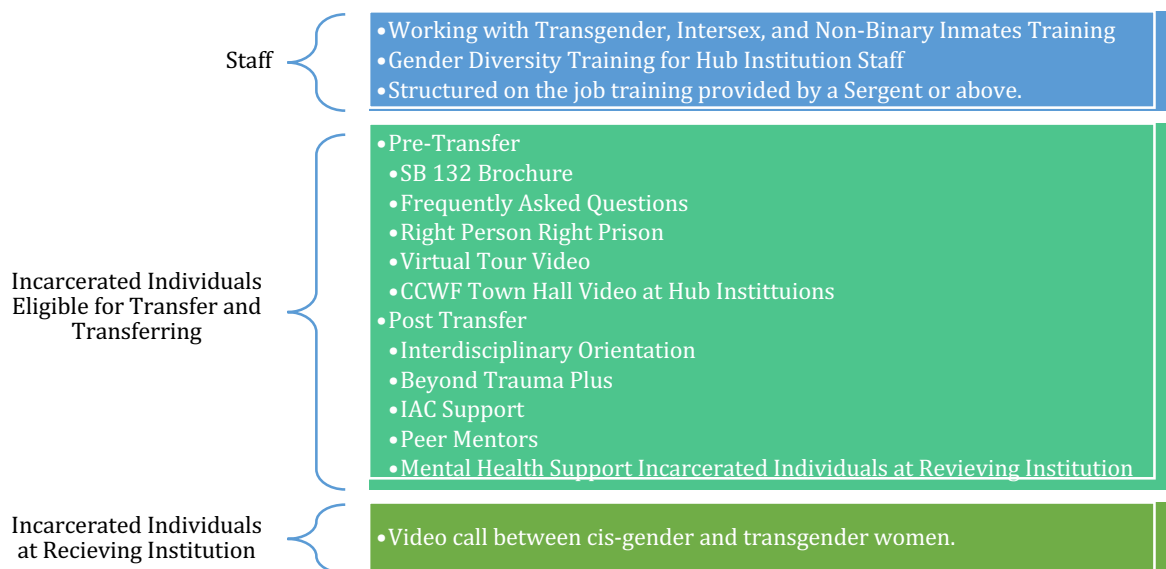 Staff
•Working with Transgender, Intersex, and Non-Binary Inmates Training
•Gender Diversity Training for Hub Institution Staff
•Structured on the job training provided by a Sergent or above.
Incarcerated Individuals
Eligible for Transfer and
Transferring
•Pre-Transfer
•SB 132 Brochure
•Frequently Asked Questions
•Right Person Right Prison
•Virtual Tour Video
•CCWF Town Hall Video at Hub Instittuions
•Post Transfer
•Interdisciplinary Orientation
•Beyond Trauma Plus
•IAC Support
•Peer Mentors
•Mental Health Support Incarcerated Individuals at Revieving Institution
Incarcerated Individuals
at Recieving Institution
•Video call between cis-gender and transgender women.